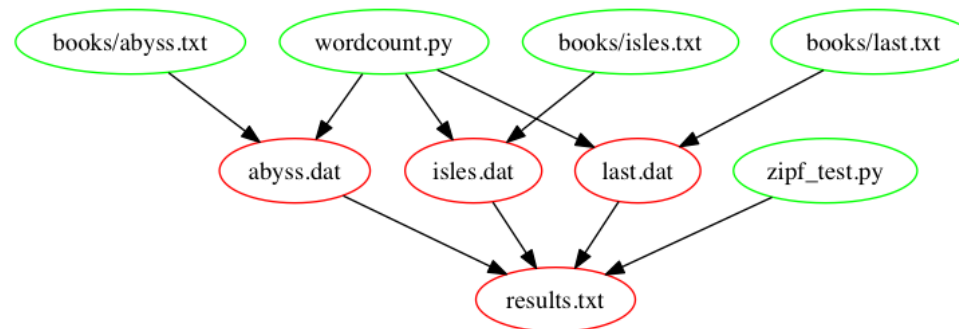 books/abyss.txt
wordcount.py
books/isles.txt
books/last.txt
abyss.dat
isles.dat
last.dat
zipf_test.py
results.txt